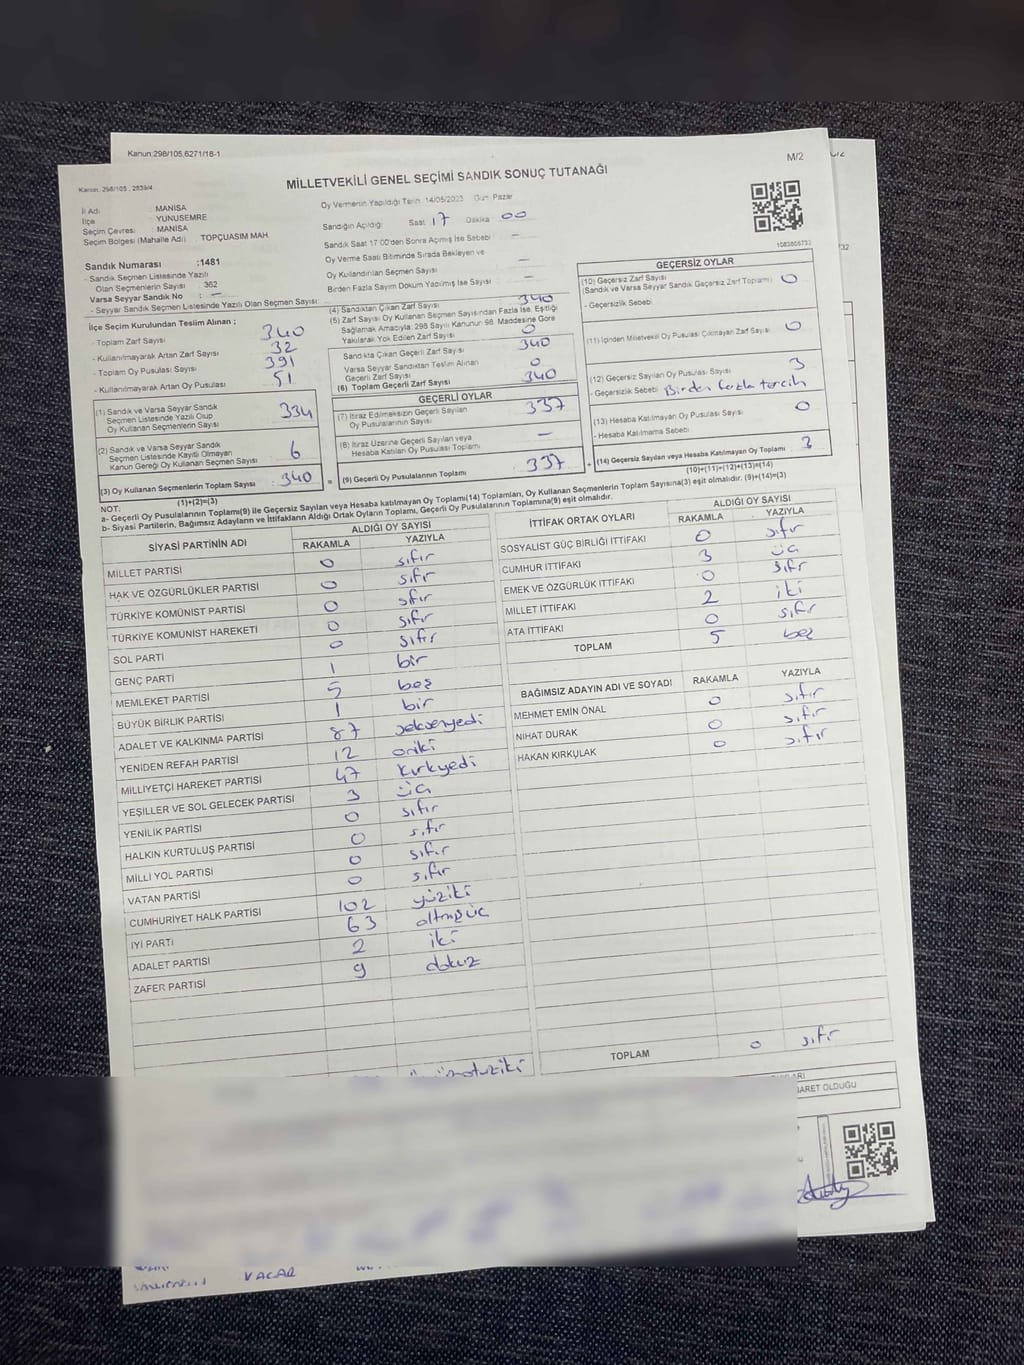 Kanun:298/105,6271/18-1
M/2
Kanun: 298/105, 2839/4
MİLLETVEKİLİ GENEL SEÇİMİ SANDIK SONUÇ TUTANAĞI
İl Adı : MANİSA
İlçe YUNUSEMRE
Seçim Çevresi: MANİSA
Seçim Bölgesi (Mahalle Adı) : TOPÇUASIM MAH
Oy Vermenin Yapıldığı Tarih: 14/05/2023 Gün: Pazar
Sandığın Açıldığı: Saat 17 Dakika 00
Sandık Saat 17:00'den Sonra Açılmış İse Sebebi : -
Oy Verme Saati Bitiminde Sırada Bekleyen ve
Oy Kullandırılan Seçmen Sayısı -
Birden Fazla Sayım Döküm Yapılmış İse Sayısı : -
1083606733
Sandık Numarası :1481
- Sandık Seçmen Listesinde Yazılı
Olan Seçmenlerin Sayısı : 362
Varsa Seyyar Sandık No : -
- Seyyar Sandık Seçmen Listesinde Yazılı Olan Seçmen Sayısı:
İlçe Seçim Kurulundan Teslim Alınan ;
- Toplam Zarf Sayısı 340
- Kullanılmayarak Artan Zarf Sayısı 32
- Toplam Oy Pusulası Sayısı 391
- Kullanılmayarak Artan Oy Pusulası 51
(1) Sandık ve Varsa Seyyar Sandık
Seçmen Listesinde Yazılı Olup
Oy Kullanan Seçmenlerin Sayısı 334
(2) Sandık ve Varsa Seyyar Sandık
Seçmen Listesinde Kayıtlı Olmayan
Kanun Gereği Oy Kullanan Seçmen Sayısı 6
(3) Oy Kullanan Seçmenlerin Toplam Sayısı 340
(1)+(2)=(3)
(4) Sandıktan Çıkan Zarf Sayısı 340
(5) Zarf Sayısı Oy Kullanan Seçmen Sayısından Fazla İse, Eşitliği
Sağlamak Amacıyla; 298 Sayılı Kanunun 98. Maddesine Göre
Yakılarak Yok Edilen Zarf Sayısı 0
Sandıkta Çıkan Geçerli Zarf Sayısı 340
Varsa Seyyar Sandıktan Teslim Alınan
Geçerli Zarf Sayısı 0
(6) Toplam Geçerli Zarf Sayısı 340
GEÇERLİ OYLAR
(7) İtiraz Edilmeksizin Geçerli Sayılan
Oy Pusulalarının Sayısı 337
(8) İtiraz Üzerine Geçerli Sayılan veya
Hesaba Katılan Oy Pusulası Toplamı -
= (9) Geçerli Oy Pusulalarının Toplamı 337
GEÇERSİZ OYLAR
(10) Geçersiz Zarf Sayısı
(Sandık ve Varsa Seyyar Sandık Geçersiz Zarf Toplamı) 0
- Geçersizlik Sebebi:
(11) İçinden Milletvekili Oy Pusulası Çıkmayan Zarf Sayısı 0
(12) Geçersiz Sayılan Oy Pusulası Sayısı 3
- Geçersizlik Sebebi: Birden fazla tercih
(13) Hesaba Katılmayan Oy Pusulası Sayısı 0
- Hesaba Katılmama Sebebi
+ (14) Geçersiz Sayılan veya Hesaba Katılmayan Oy Toplamı 3
(10)+(11)+(12)+(13)=(14)
NOT:
a- Geçerli Oy Pusulalarının Toplamı(9) ile Geçersiz Sayılan veya Hesaba katılmayan Oy Toplamı(14) Toplamları, Oy Kullanan Seçmenlerin Toplam Sayısına(3) eşit olmalıdır. (9)+(14)=(3)
b- Siyasi Partilerin, Bağımsız Adayların ve İttifakların Aldığı Ortak Oyların Toplamı, Geçerli Oy Pusulalarının Toplamına(9) eşit olmalıdır.
SİYASİ PARTİNİN ADI ALDIĞI OY SAYISI
RAKAMLA YAZIYLA
MİLLET PARTİSİ 0 sıfır
HAK VE ÖZGÜRLÜKLER PARTİSİ 0 sıfır
TÜRKİYE KOMÜNİST PARTİSİ 0 sıfır
TÜRKİYE KOMÜNİST HAREKETİ 0 sıfır
SOL PARTİ 0 sıfır
GENÇ PARTİ 1 bir
MEMLEKET PARTİSİ 5 beş
BÜYÜK BİRLİK PARTİSİ 1 bir
ADALET VE KALKINMA PARTİSİ 87 seksenyedi
YENİDEN REFAH PARTİSİ 12 oniki
MİLLİYETÇİ HAREKET PARTİSİ 47 kırkyedi
YEŞİLLER VE SOL GELECEK PARTİSİ 3 üç
YENİLİK PARTİSİ 0 sıfır
HALKIN KURTULUŞ PARTİSİ 0 sıfır
MİLLİ YOL PARTİSİ 0 sıfır
VATAN PARTİSİ 0 sıfır
CUMHURİYET HALK PARTİSİ 102 yüziki
İYİ PARTİ 63 altmışüç
ADALET PARTİSİ 2 iki
ZAFER PARTİSİ 9 dokuz
İTTİFAK ORTAK OYLARI ALDIĞI OY SAYISI
RAKAMLA YAZIYLA
SOSYALİST GÜÇ BİRLİĞİ İTTİFAKI 0 sıfır
CUMHUR İTTİFAKI 3 üç
EMEK VE ÖZGÜRLÜK İTTİFAKI 0 sıfır
MİLLET İTTİFAKI 2 iki
ATA İTTİFAKI 0 sıfır
TOPLAM 5 beş
BAĞIMSIZ ADAYIN ADI VE SOYADI RAKAMLA YAZIYLA
MEHMET EMİN ÖNAL 0 sıfır
NİHAT DURAK 0 sıfır
HAKAN KIRKULAK 0 sıfır
TOPLAM 0 sıfır
BARET OLDUĞU
VACAR